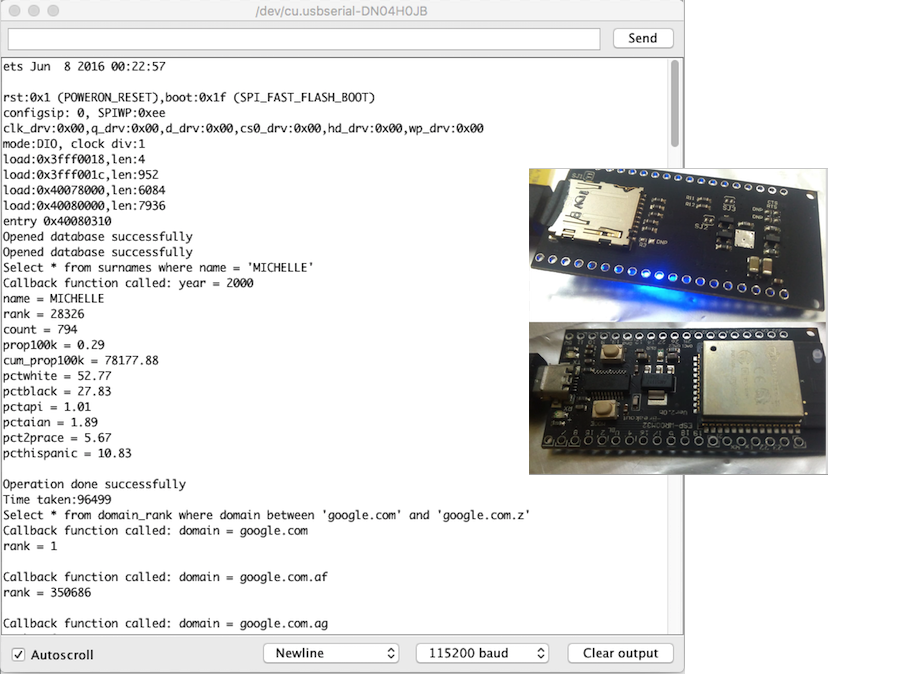 /dev/cu.usbserial-DN04H0JB
Send
ets Jun  8 2016 00:22:57
rst:0x1 (POWERON_RESET),boot:0x1f (SPI_FAST_FLASH_BOOT)
configsip: 0, SPIWP:0xee
clk_drv:0x00,q_drv:0x00,d_drv:0x00,cs0_drv:0x00,hd_drv:0x00,wp_drv:0x00
mode:DIO, clock div:1
load:0x3fff0018,len:4
load:0x3fff001c,len:952
load:0x40078000,len:6084
load:0x40080000,len:7936
entry 0x40080310
Opened database successfully
Opened database successfully
Select * from surnames where name = 'MICHELLE'
Callback function called: year = 2000
name = MICHELLE
rank = 28326
count = 794
prop100k = 0.29
cum_prop100k = 78177.88
pctwhite = 52.77
pctblack = 27.83
pctapi = 1.01
pctaian = 1.89
pct2prace = 5.67
pcthispanic = 10.83
Operation done successfully
Time taken:96499
Select * from domain_rank where domain between 'google.com' and 'google.com.z'
Callback function called: domain = google.com
rank = 1
Callback function called: domain = google.com.af
rank = 350686
Callback function called: domain = google.com.ag
Autoscroll
Newline
115200 baud
Clear output
SJ1
SJ3
SJ2
DNP
DNP